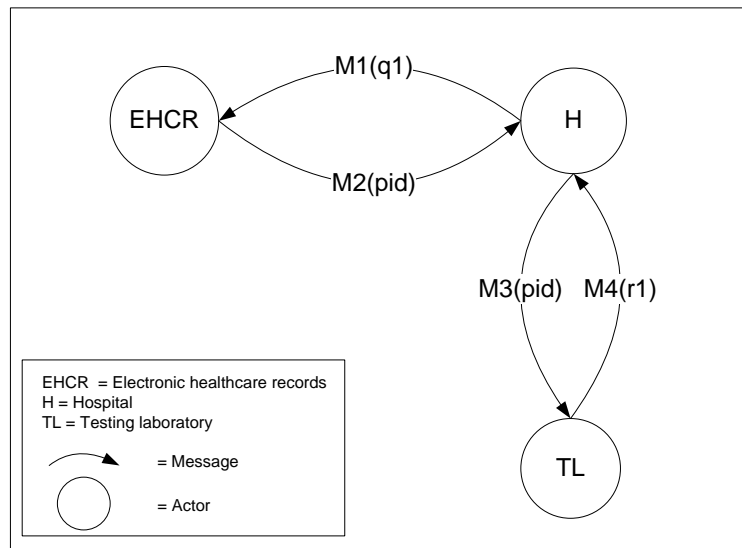 M1(q1)
EHCR
H
M2(pid)
M3(pid)
M4(r1)
EHCR = Electronic healthcare records
H = Hospital
TL = Testing laboratory
= Message
= Actor
TL